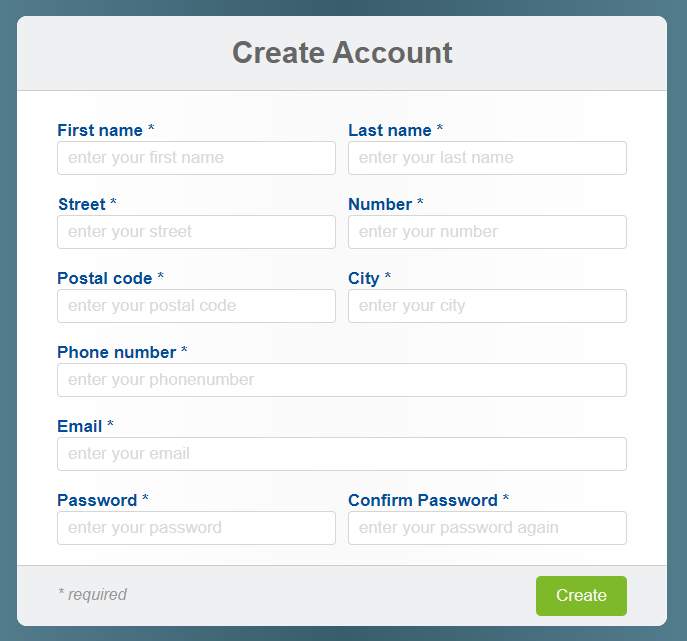 Create Account
First name * Last name *
enter your first name enter your last name
Street * Number *
enter your street enter your number
Postal code * City *
enter your postal code enter your city
Phone number *
enter your phonenumber
Email *
enter your email
Password * Confirm Password *
enter your password enter your password again
* required Create